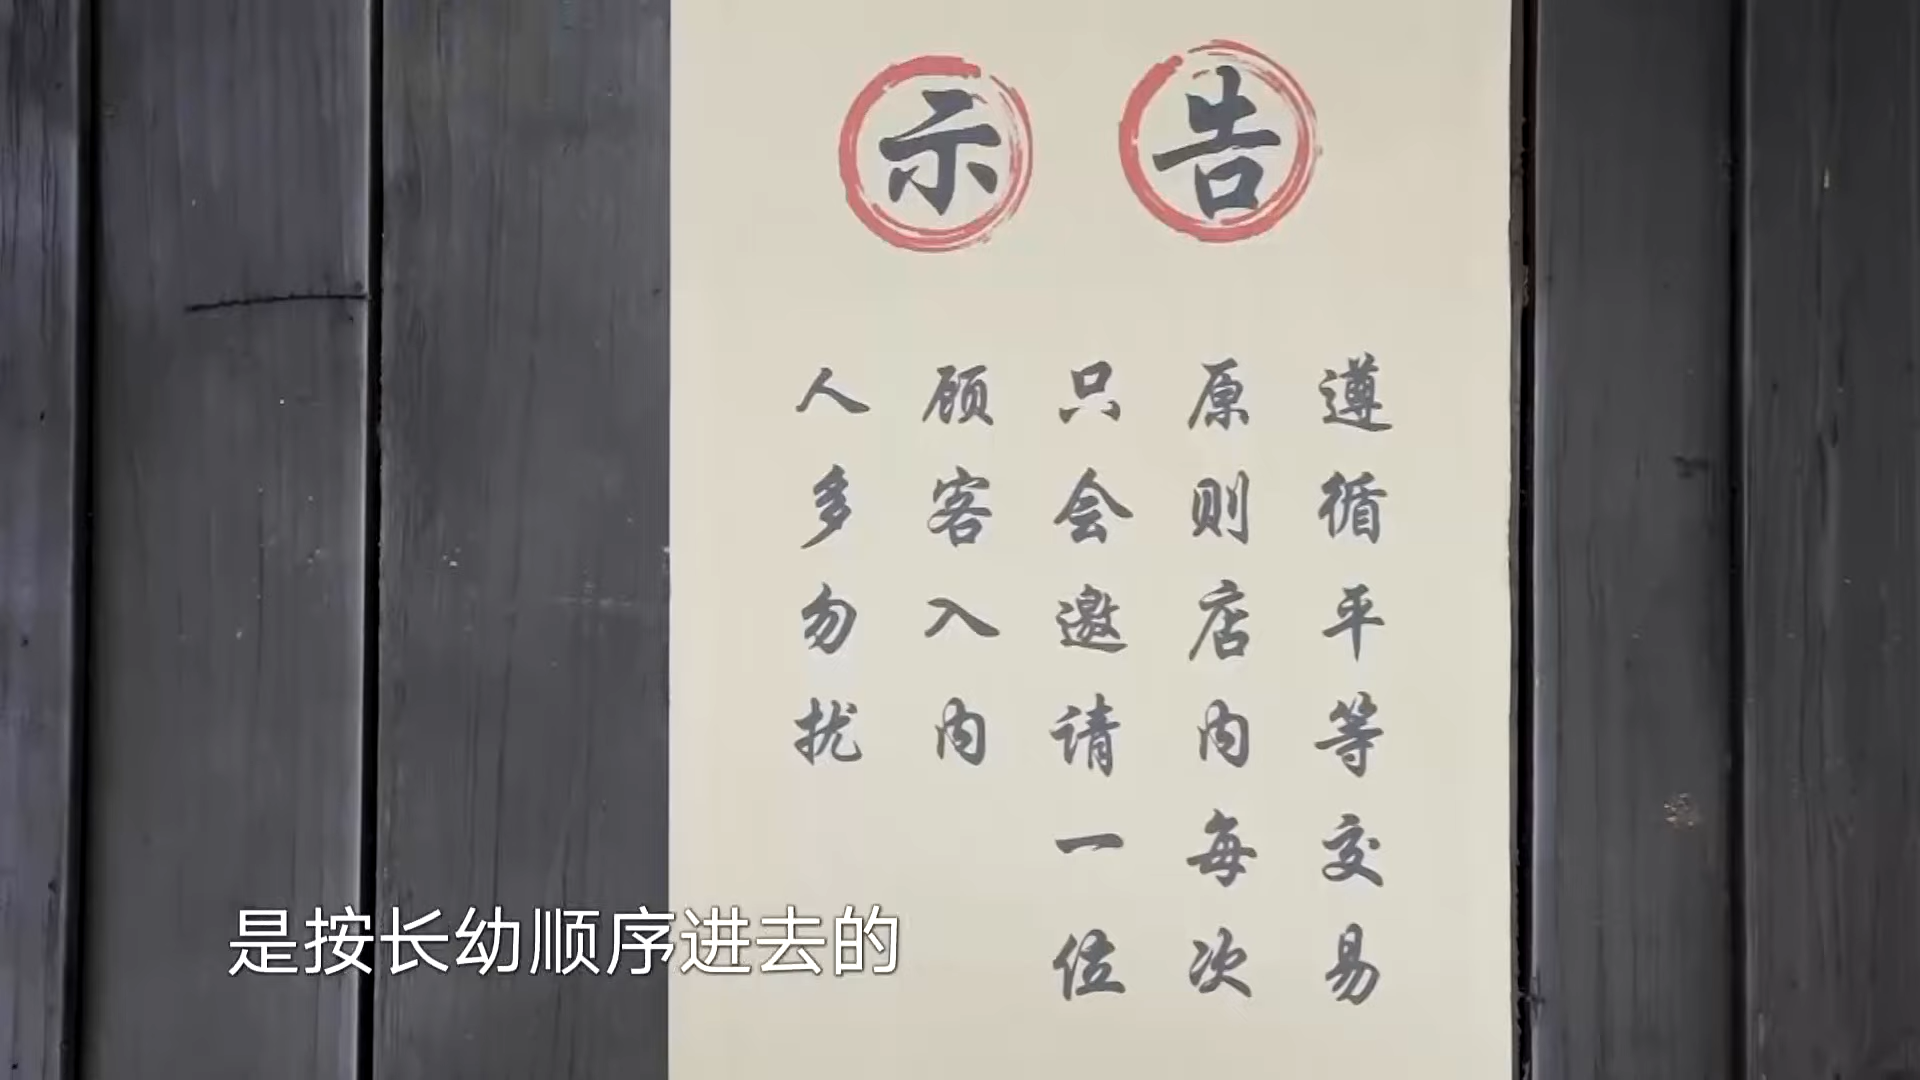 告示
遵循平等交易
原则店内每次
只会邀请一位
顾客入内
人多勿扰
是按长幼顺序进去的